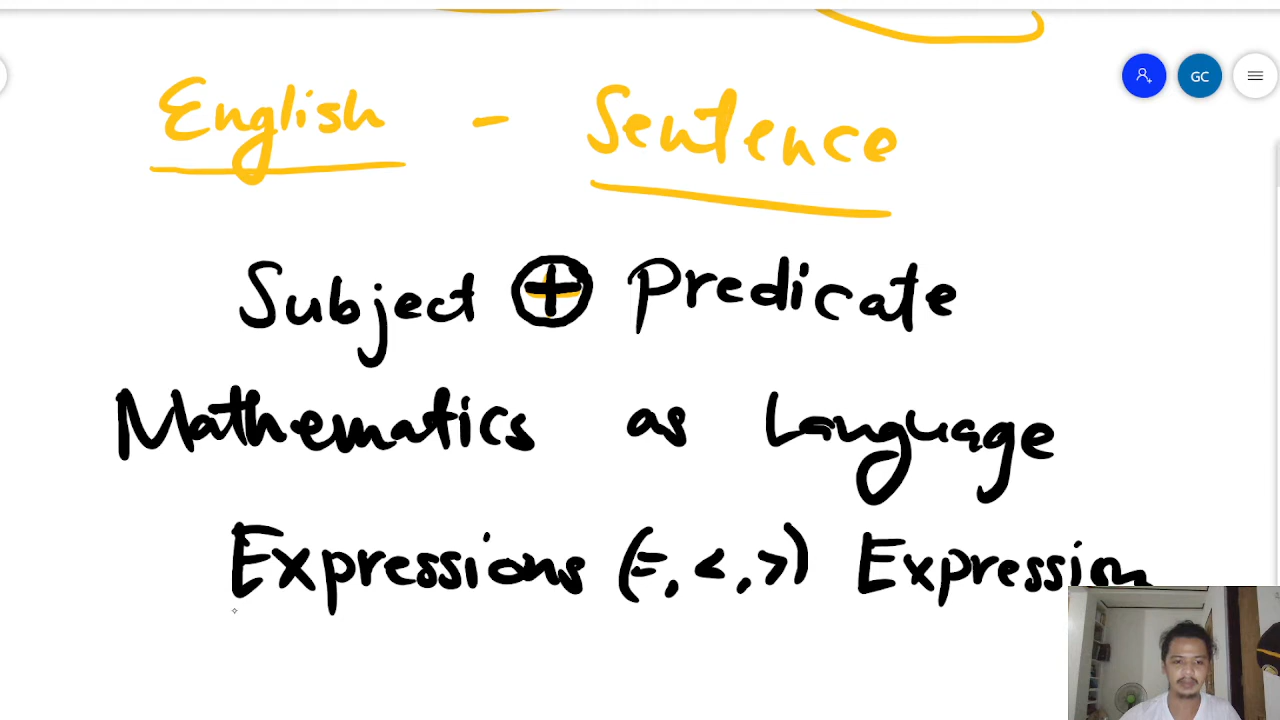 English - Sentence
GC
Subject + Predicate
Mathematics as Language
Expressions (=, <, >) Expression